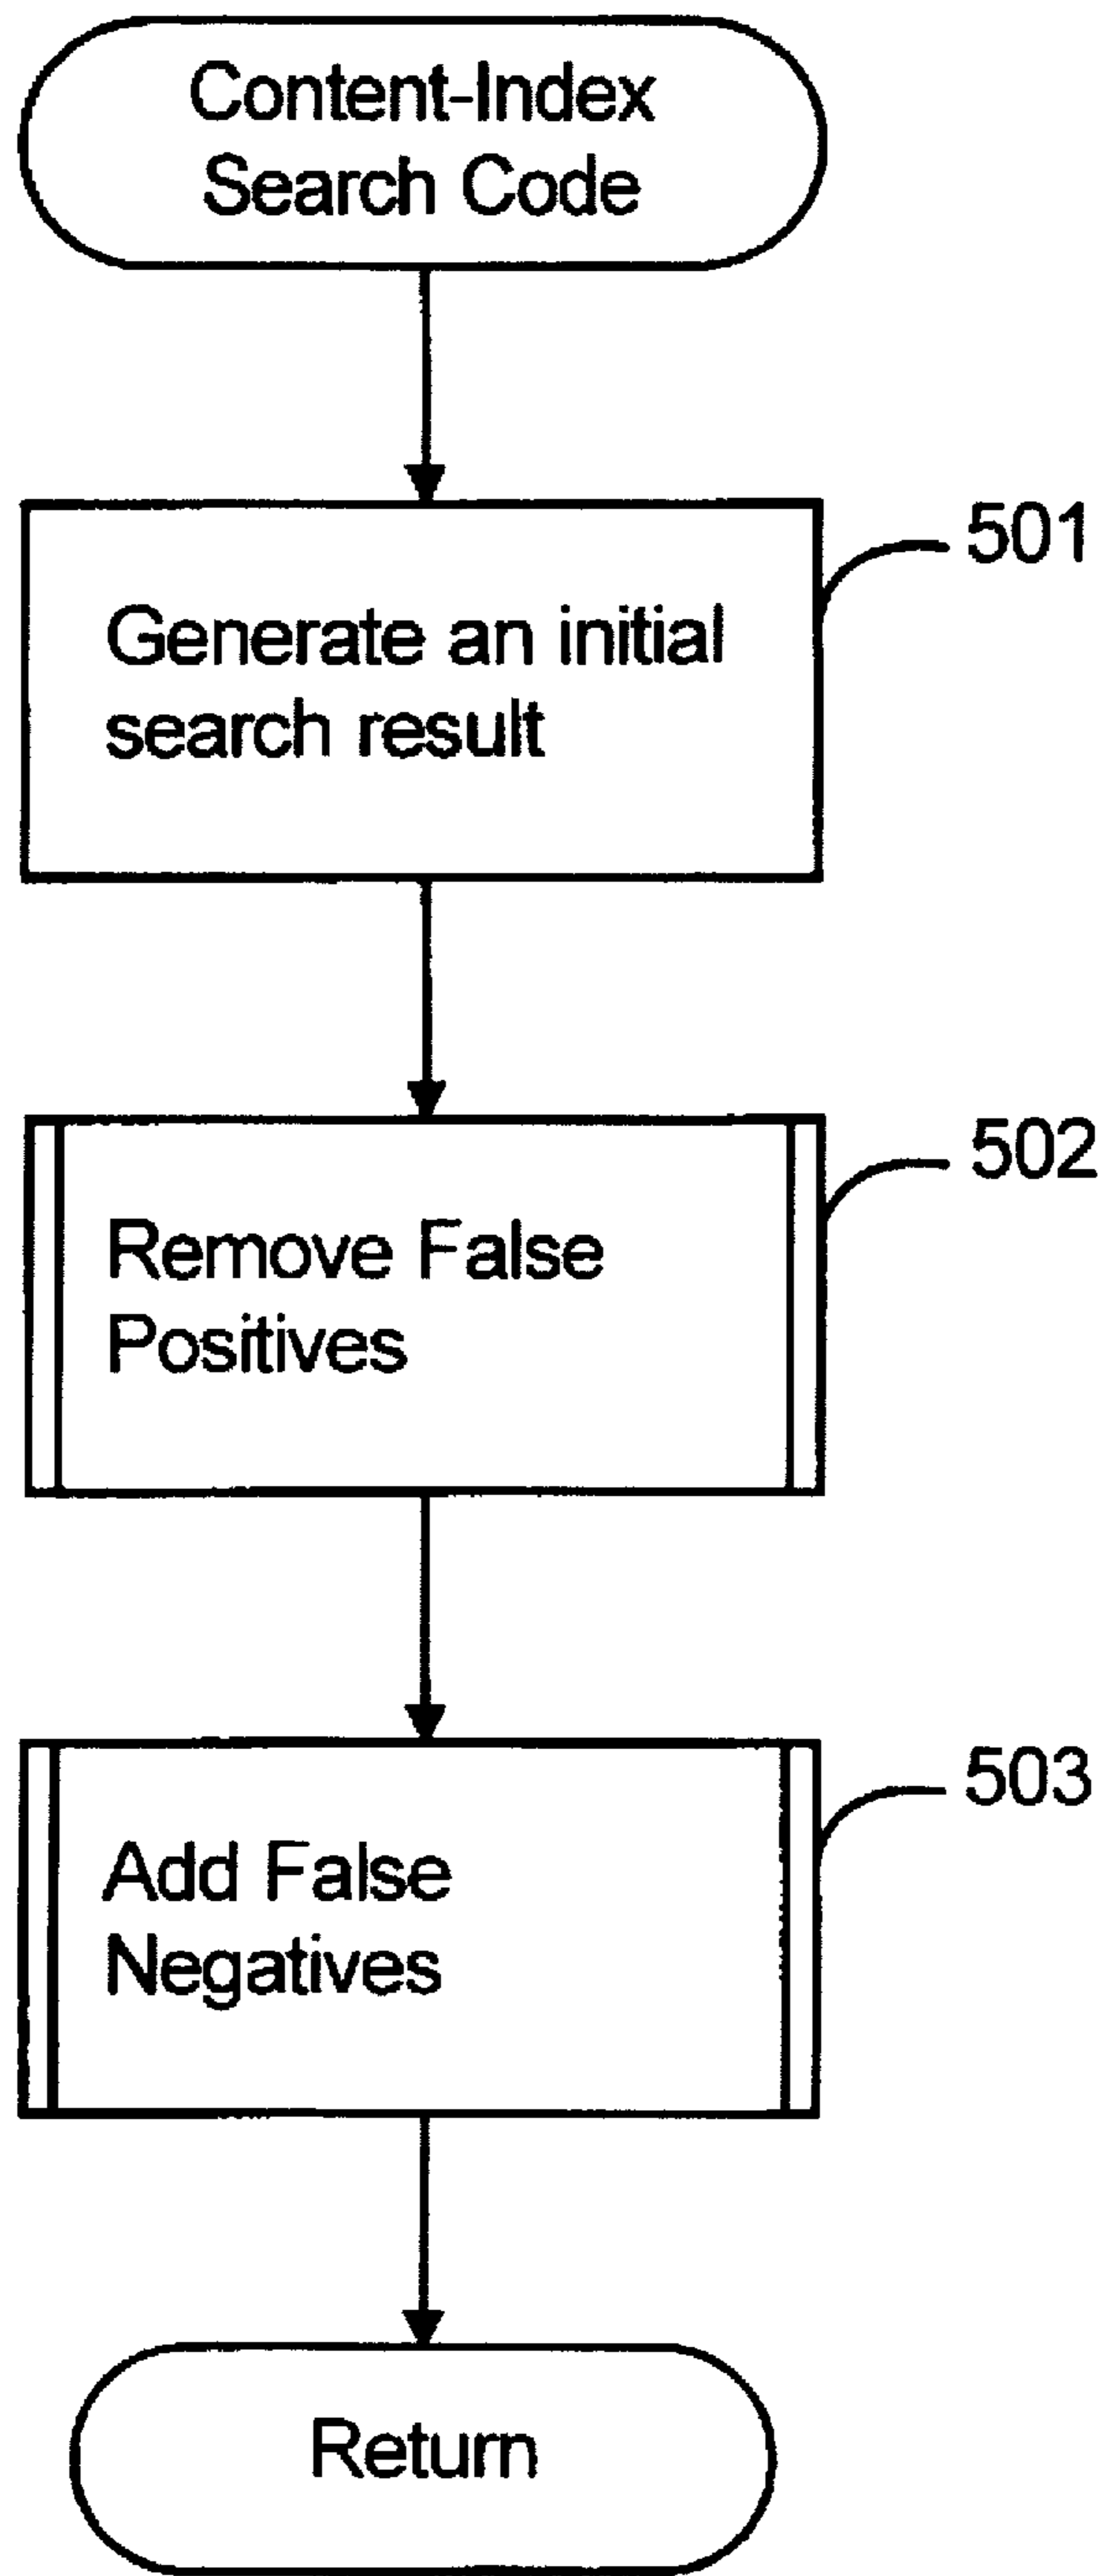 Content-Index
Search Code
501
Generate an initial
search result
502
Remove False
Positives
503
Add False
Negatives
Return